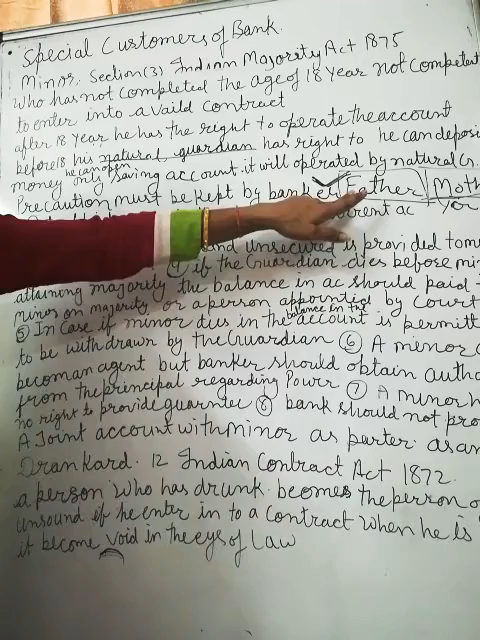 Special Customers of Bank.
Minor. Section (3) Indian Majority Act 1875
Who has not completed the age of 18 year not Competent
to enter into a Vaild Contract
after 18 year he has the right to operate the account
before 18 his natural guardian has right to he can deposi
he can open
money only saving account. it will operated by natural G.
Precaution must be kept by banker Father Moth
rrent ac you
and unsecured is provided to m
if the Guardian dies before mi
attaining majority the balance in ac should paid t
minor on majority or a person appointed by Court
balance in the
⑤ In Case if minor dies in the account is permitt
to be withdrawn by the Guardian ⑥ A menor c
becom an agent but banker should obtain autho
from the principal regarding Power ⑦ A minor h
no right to provide guarntee ⑧ bank should not pro
A Joint account with minor as parter. as an
Drankard. 12 Indian Contract Act 1872.
a person who has drunk. becomes the person o
unsound if he enter in to a Contract when he is
it become void in the eyes of Law